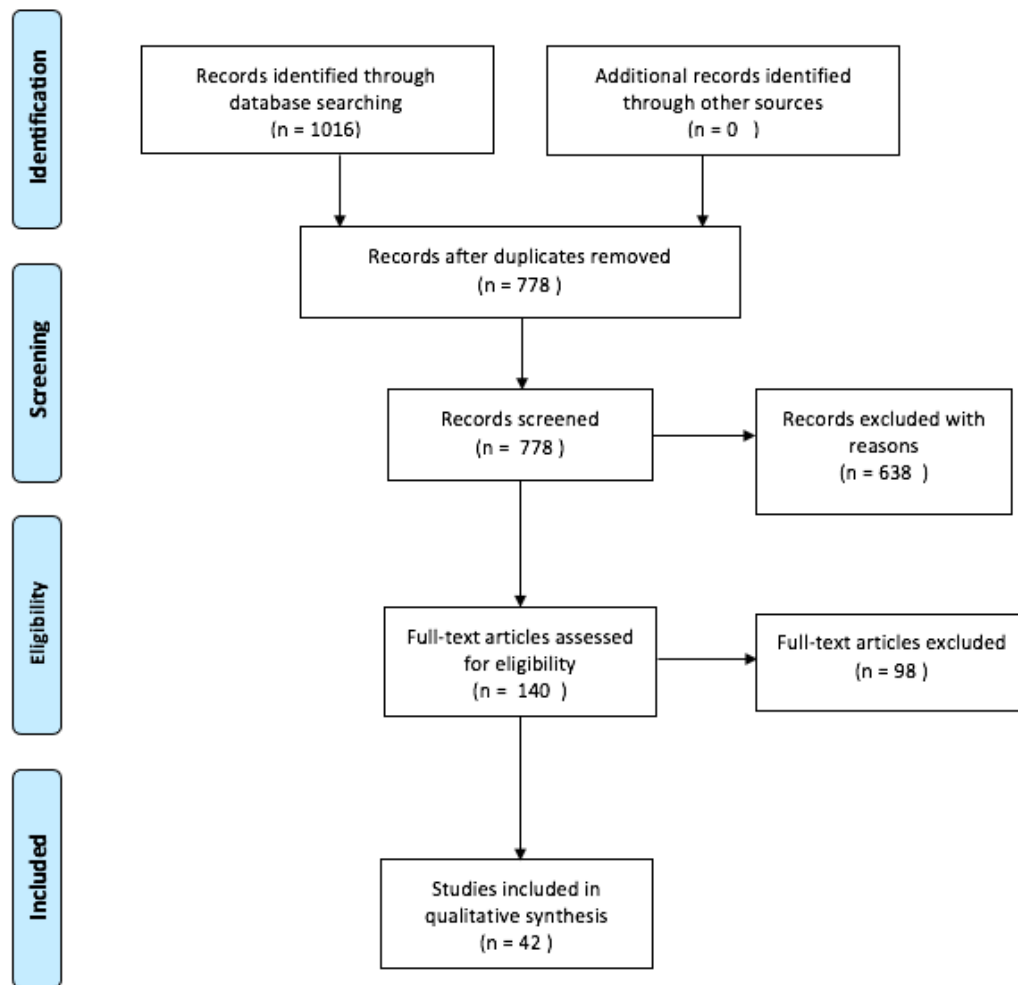 Identification
Records identified through
database searching
(n = 1016)
Additional records identified
through other sources
(n = 0 )
Records after duplicates removed
(n = 778 )
Screening
Records screened
(n = 778 )
Records excluded with
reasons
(n = 638 )
Eligibility
Full-text articles assessed
for eligibility
(n = 140 )
Full-text articles excluded
(n = 98 )
Included
Studies included in
qualitative synthesis
(n = 42 )